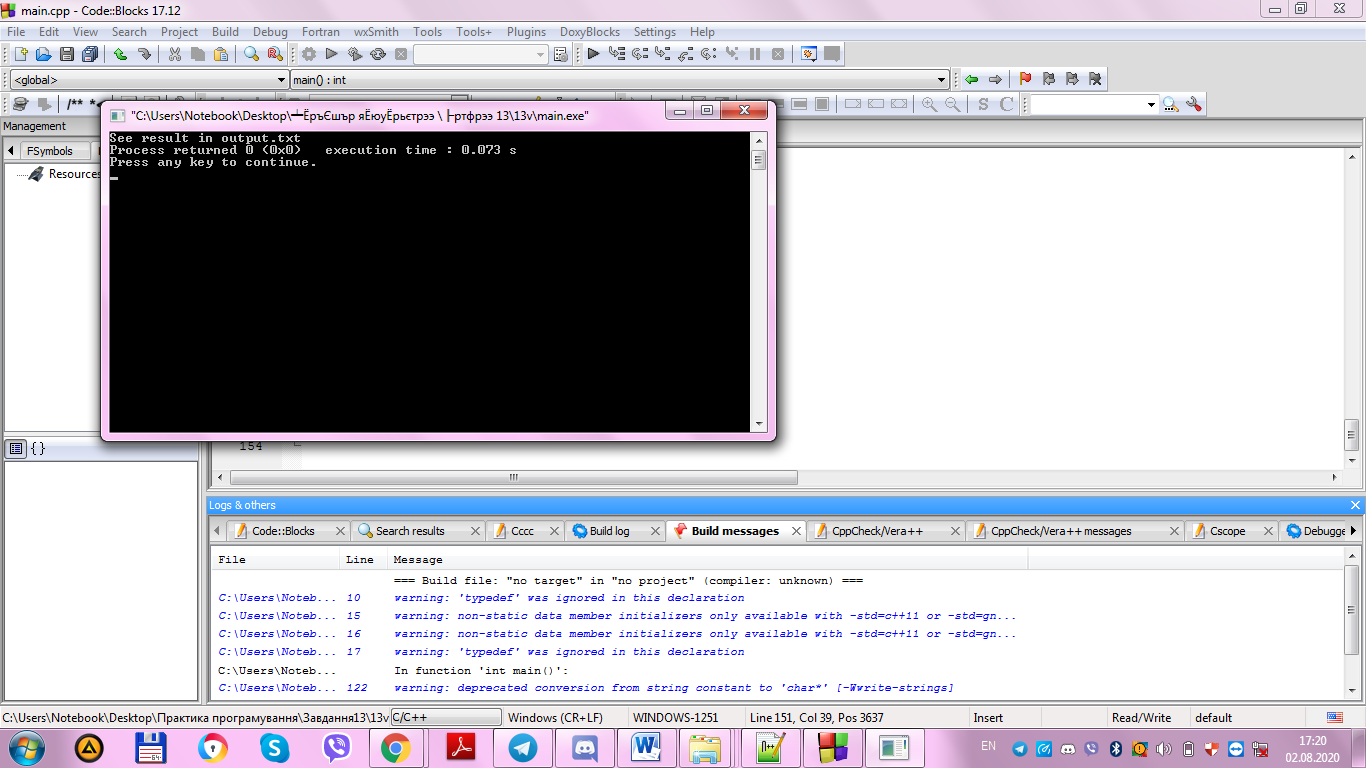 main.cpp - Code::Blocks 17.12
File Edit View Search Project Build Debug Fortran wxSmith Tools Tools+ Plugins DoxyBlocks Settings Help
<global> main() : int
/** *
S C
Management
FSymbols
Resources
"C:\Users\Notebook\Desktop\ 13\13v\main.exe"
See result in output.txt
Process returned 0 (0x0) execution time : 0.073 s
Press any key to continue.
{}
154
Logs & others
Code::Blocks Search results Cccc Build log Build messages CppCheck/Vera++ CppCheck/Vera++ messages Cscope Debugge
File Line Message
=== Build file: "no target" in "no project" (compiler: unknown) ===
C:\Users\Noteb... 10 warning: 'typedef' was ignored in this declaration
C:\Users\Noteb... 15 warning: non-static data member initializers only available with -std=c++11 or -std=gn...
C:\Users\Noteb... 16 warning: non-static data member initializers only available with -std=c++11 or -std=gn...
C:\Users\Noteb... 17 warning: 'typedef' was ignored in this declaration
C:\Users\Noteb... In function 'int main()':
C:\Users\Noteb... 122 warning: deprecated conversion from string constant to 'char*' [-Wwrite-strings]
C:\Users\Notebook\Desktop\Практика програмування\Завдання13\13v C/C++ Windows (CR+LF) WINDOWS-1251 Line 151, Col 39, Pos 3637 Insert Read/Write default
EN 17:20
02.08.2020